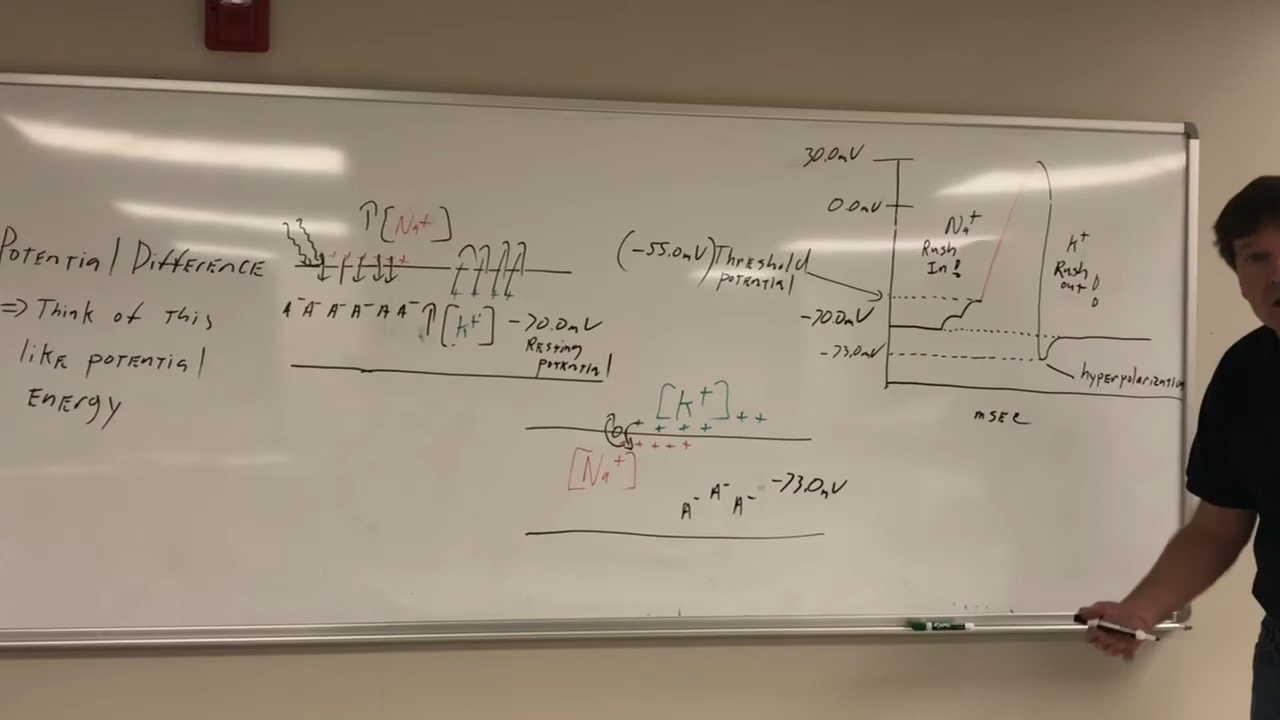 Potential Difference
⇒ Think of this
like potential
Energy
↑[Na⁺]
+ + + + +
A⁻ A⁻ A⁻ A⁻ A⁻ A⁻ ↑[K⁺]
+ + + +
-70.0mV
Resting
potential
[K⁺] + +
+ + + +
+ + + +
[Na⁺]
A⁻ A⁻ A⁻
-73.0mV
30.0mV
0.0mV
(-55.0mV) Threshold
potential
-70.0mV
-73.0mV
Na⁺
Rush
In!
K⁺
Rush
out
hyperpolarization
msec